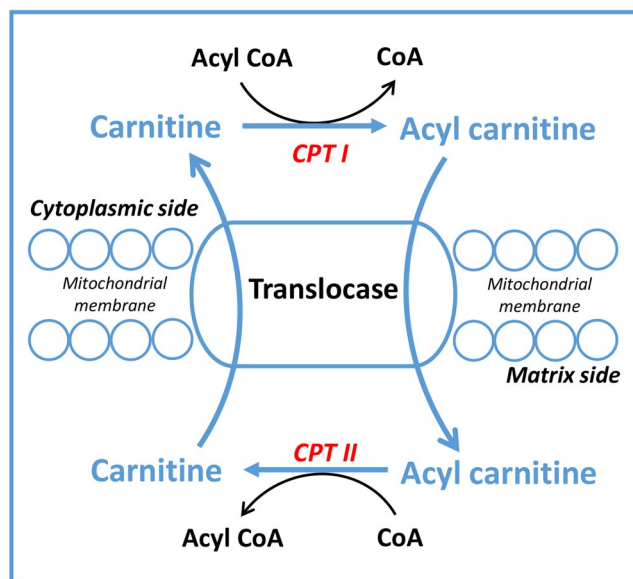 Acyl CoA
CoA
Carnitine
Acyl carnitine
CPT I
Cytoplasmic side
Mitochondrial
membrane
Translocase
Mitochondrial
membrane
Matrix side
CPT II
Carnitine
Acyl carnitine
Acyl CoA
CoA